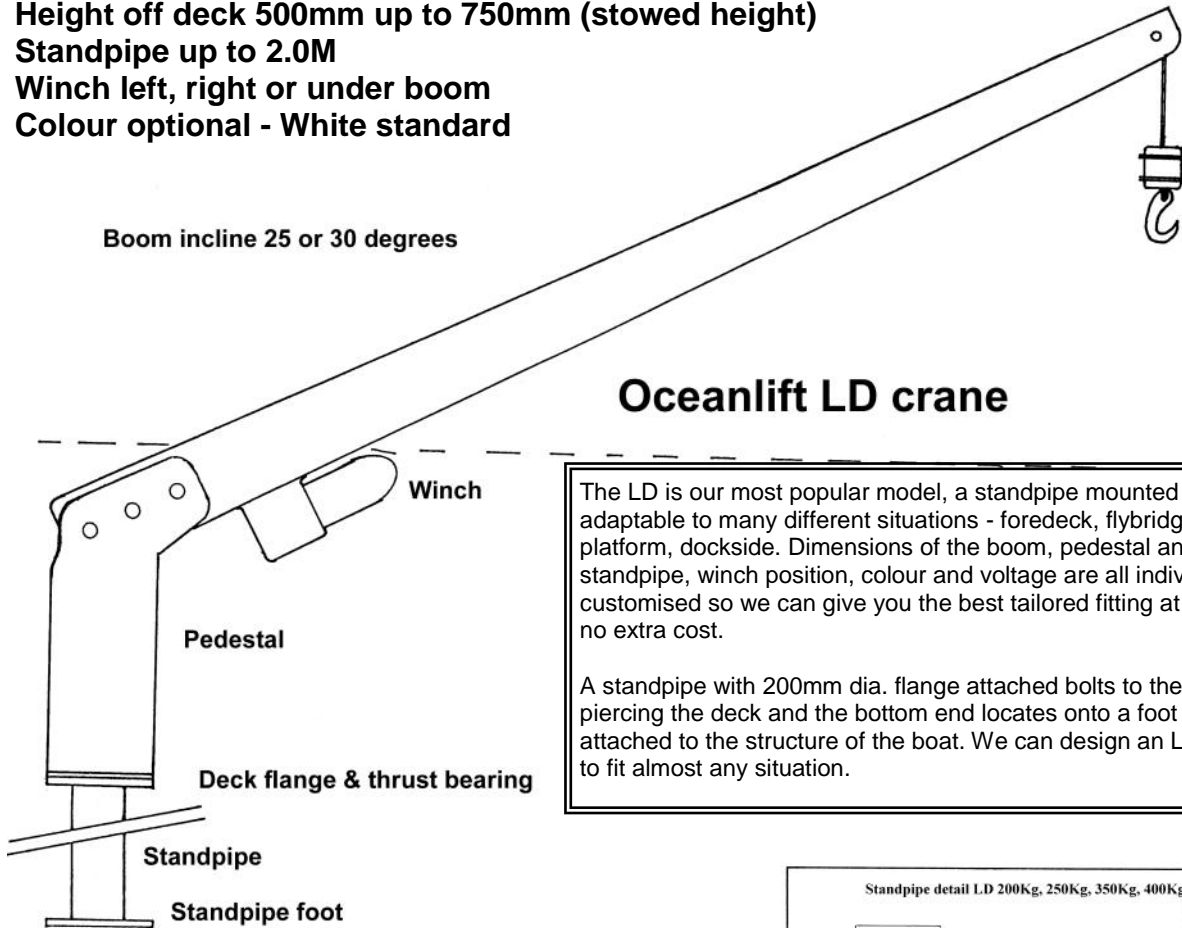 Height off deck 500mm up to 750mm (stowed height)
Standpipe up to 2.0M
Winch left, right or under boom
Colour optional - White standard
Boom incline 25 or 30 degrees
Oceanlift LD crane
Winch
The LD is our most popular model, a standpipe mounted
adaptable to many different situations - foredeck, flybridg
platform, dockside. Dimensions of the boom, pedestal an
standpipe, winch position, colour and voltage are all indiv
customised so we can give you the best tailored fitting at
no extra cost.
A standpipe with 200mm dia. flange attached bolts to the
piercing the deck and the bottom end locates onto a foot
attached to the structure of the boat. We can design an L
to fit almost any situation.
Pedestal
Deck flange & thrust bearing
Standpipe
Standpipe foot
Standpipe detail LD 200Kg, 250Kg, 350Kg, 400Kg